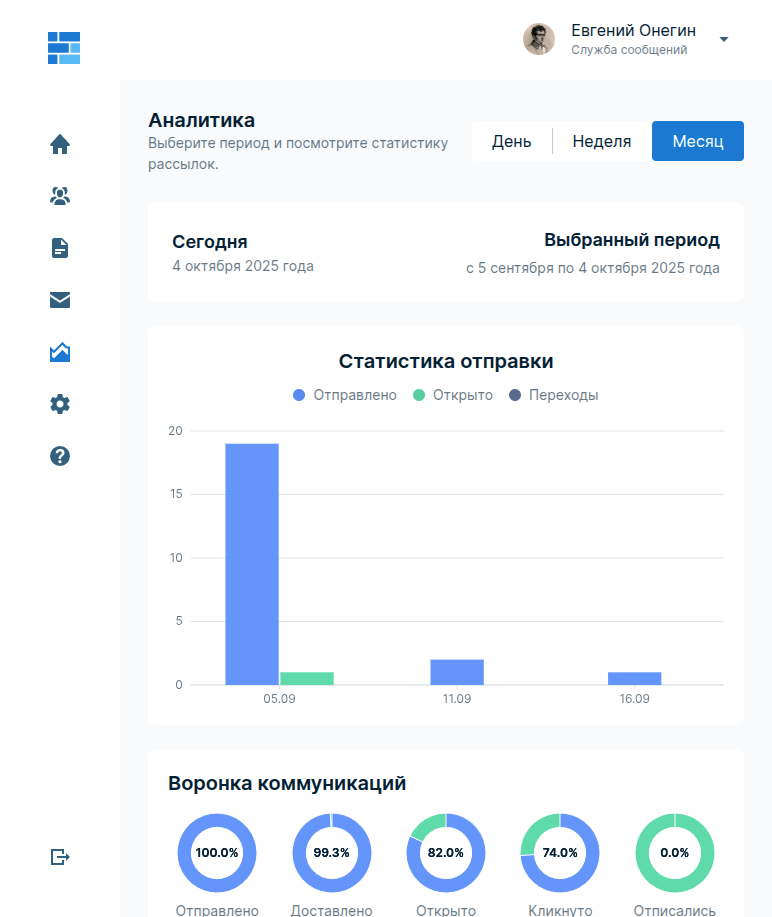 Евгений Онегин
Служба сообщений
Аналитика
Выберите период и посмотрите статистику
рассылок.
День
Неделя
Месяц
Сегодня
4 октября 2025 года
Выбранный период
с 5 сентября по 4 октября 2025 года
Статистика отправки
Отправлено Открыто Переходы
20
15
10
5
0
05.09 11.09 16.09
Воронка коммуникаций
100.0% 99.3% 82.0% 74.0% 0.0%
Отправлено Доставлено Открыто Кликнуто Отписались